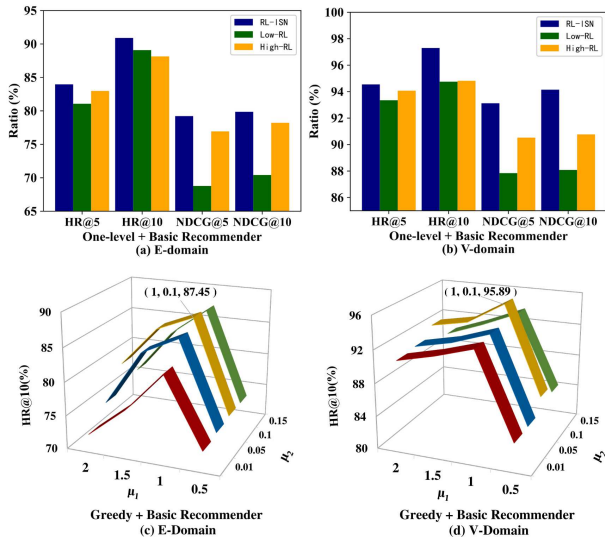 95
90
85
80
75
70
65
Ratio (%)
RL-ISN
Low-RL
High-RL
HR@5 HR@10 NDCG@5 NDCG@10
One-level + Basic Recommender
(a) E-domain
100
98
96
94
92
90
88
86
Ratio (%)
RL-ISN
Low-RL
High-RL
HR@5 HR@10 NDCG@5 NDCG@10
One-level + Basic Recommender
(b) V-domain
( 1, 0.1, 87.45 )
90
85
80
75
70
HR@10(%)
2 1.5 1 0.5
μ1
0.01 0.05 0.1 0.15
μ2
Greedy + Basic Recommender
(c) E-Domain
( 1, 0.1, 95.89 )
96
92
88
84
80
HR@10(%)
2 1.5 1 0.5
μ1
0.01 0.05 0.1 0.15
μ2
Greedy + Basic Recommender
(d) V-Domain